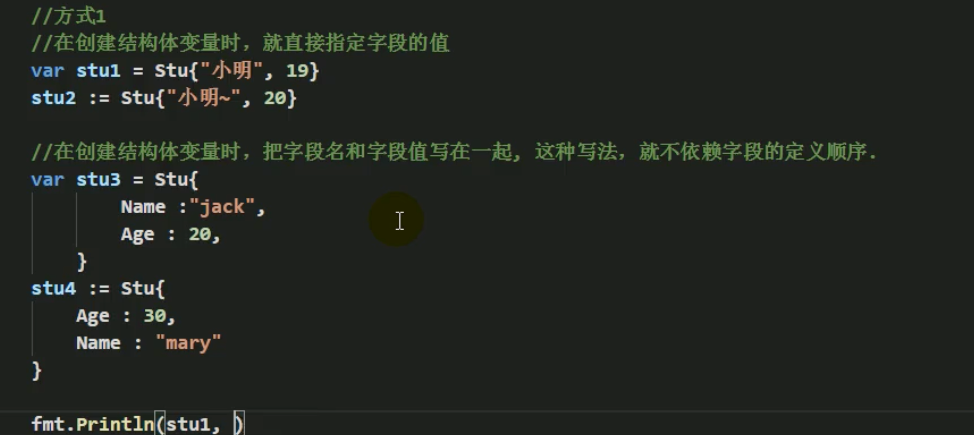 //方式1
//在创建结构体变量时，就直接指定字段的值
var stu1 = Stu{"小明", 19}
stu2 := Stu{"小明~", 20}
//在创建结构体变量时，把字段名和字段值写在一起, 这种写法，就不依赖字段的定义顺序.
var stu3 = Stu{
Name :"jack",
Age : 20,
}
stu4 := Stu{
Age : 30,
Name : "mary"
}
fmt.Println(stu1, )